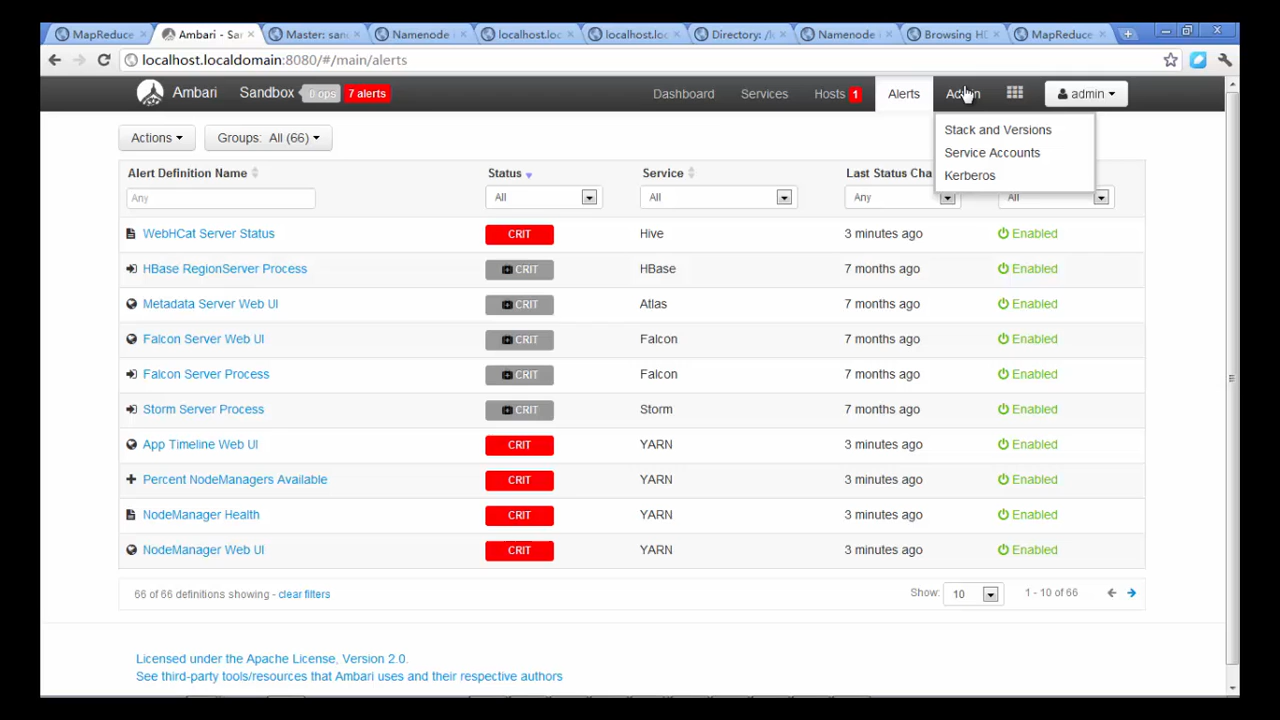 MapReduce
Ambari - Sar
Master: sand
Namenode i
localhost.loc
localhost.loc
Directory: /l
Namenode i
Browsing HD
MapReduce
localhost.localdomain:8080/#/main/alerts
Ambari Sandbox 0 ops 7 alerts Dashboard Services Hosts 1 Alerts Admin admin
Stack and Versions
Service Accounts
Kerberos
Actions Groups: All (66)
Alert Definition Name Status Service Last Status Cha
Any All All Any All
WebHCat Server Status CRIT Hive 3 minutes ago Enabled
HBase RegionServer Process CRIT HBase 7 months ago Enabled
Metadata Server Web UI CRIT Atlas 7 months ago Enabled
Falcon Server Web UI CRIT Falcon 7 months ago Enabled
Falcon Server Process CRIT Falcon 7 months ago Enabled
Storm Server Process CRIT Storm 7 months ago Enabled
App Timeline Web UI CRIT YARN 3 minutes ago Enabled
Percent NodeManagers Available CRIT YARN 3 minutes ago Enabled
NodeManager Health CRIT YARN 3 minutes ago Enabled
NodeManager Web UI CRIT YARN 3 minutes ago Enabled
66 of 66 definitions showing - clear filters Show: 10 1 - 10 of 66
Licensed under the Apache License, Version 2.0.
See third-party tools/resources that Ambari uses and their respective authors